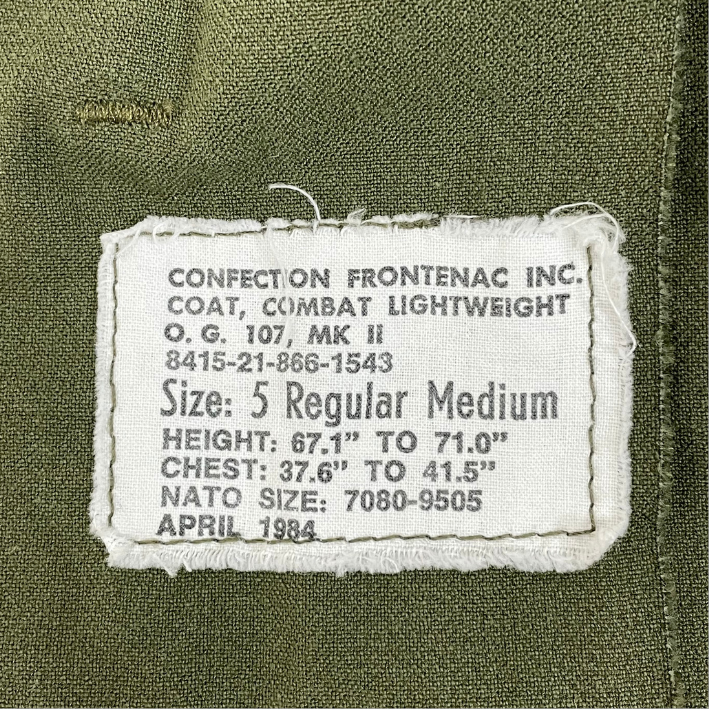 CONFECTION FRONTENAC INC.
COAT, COMBAT LIGHTWEIGHT
O. G. 107, MK II
8415-21-866-1543
Size: 5 Regular Medium
HEIGHT: 67.1” TO 71.0”
CHEST: 37.6” TO 41.5”
NATO SIZE: 7080-9505
APRIL 1984